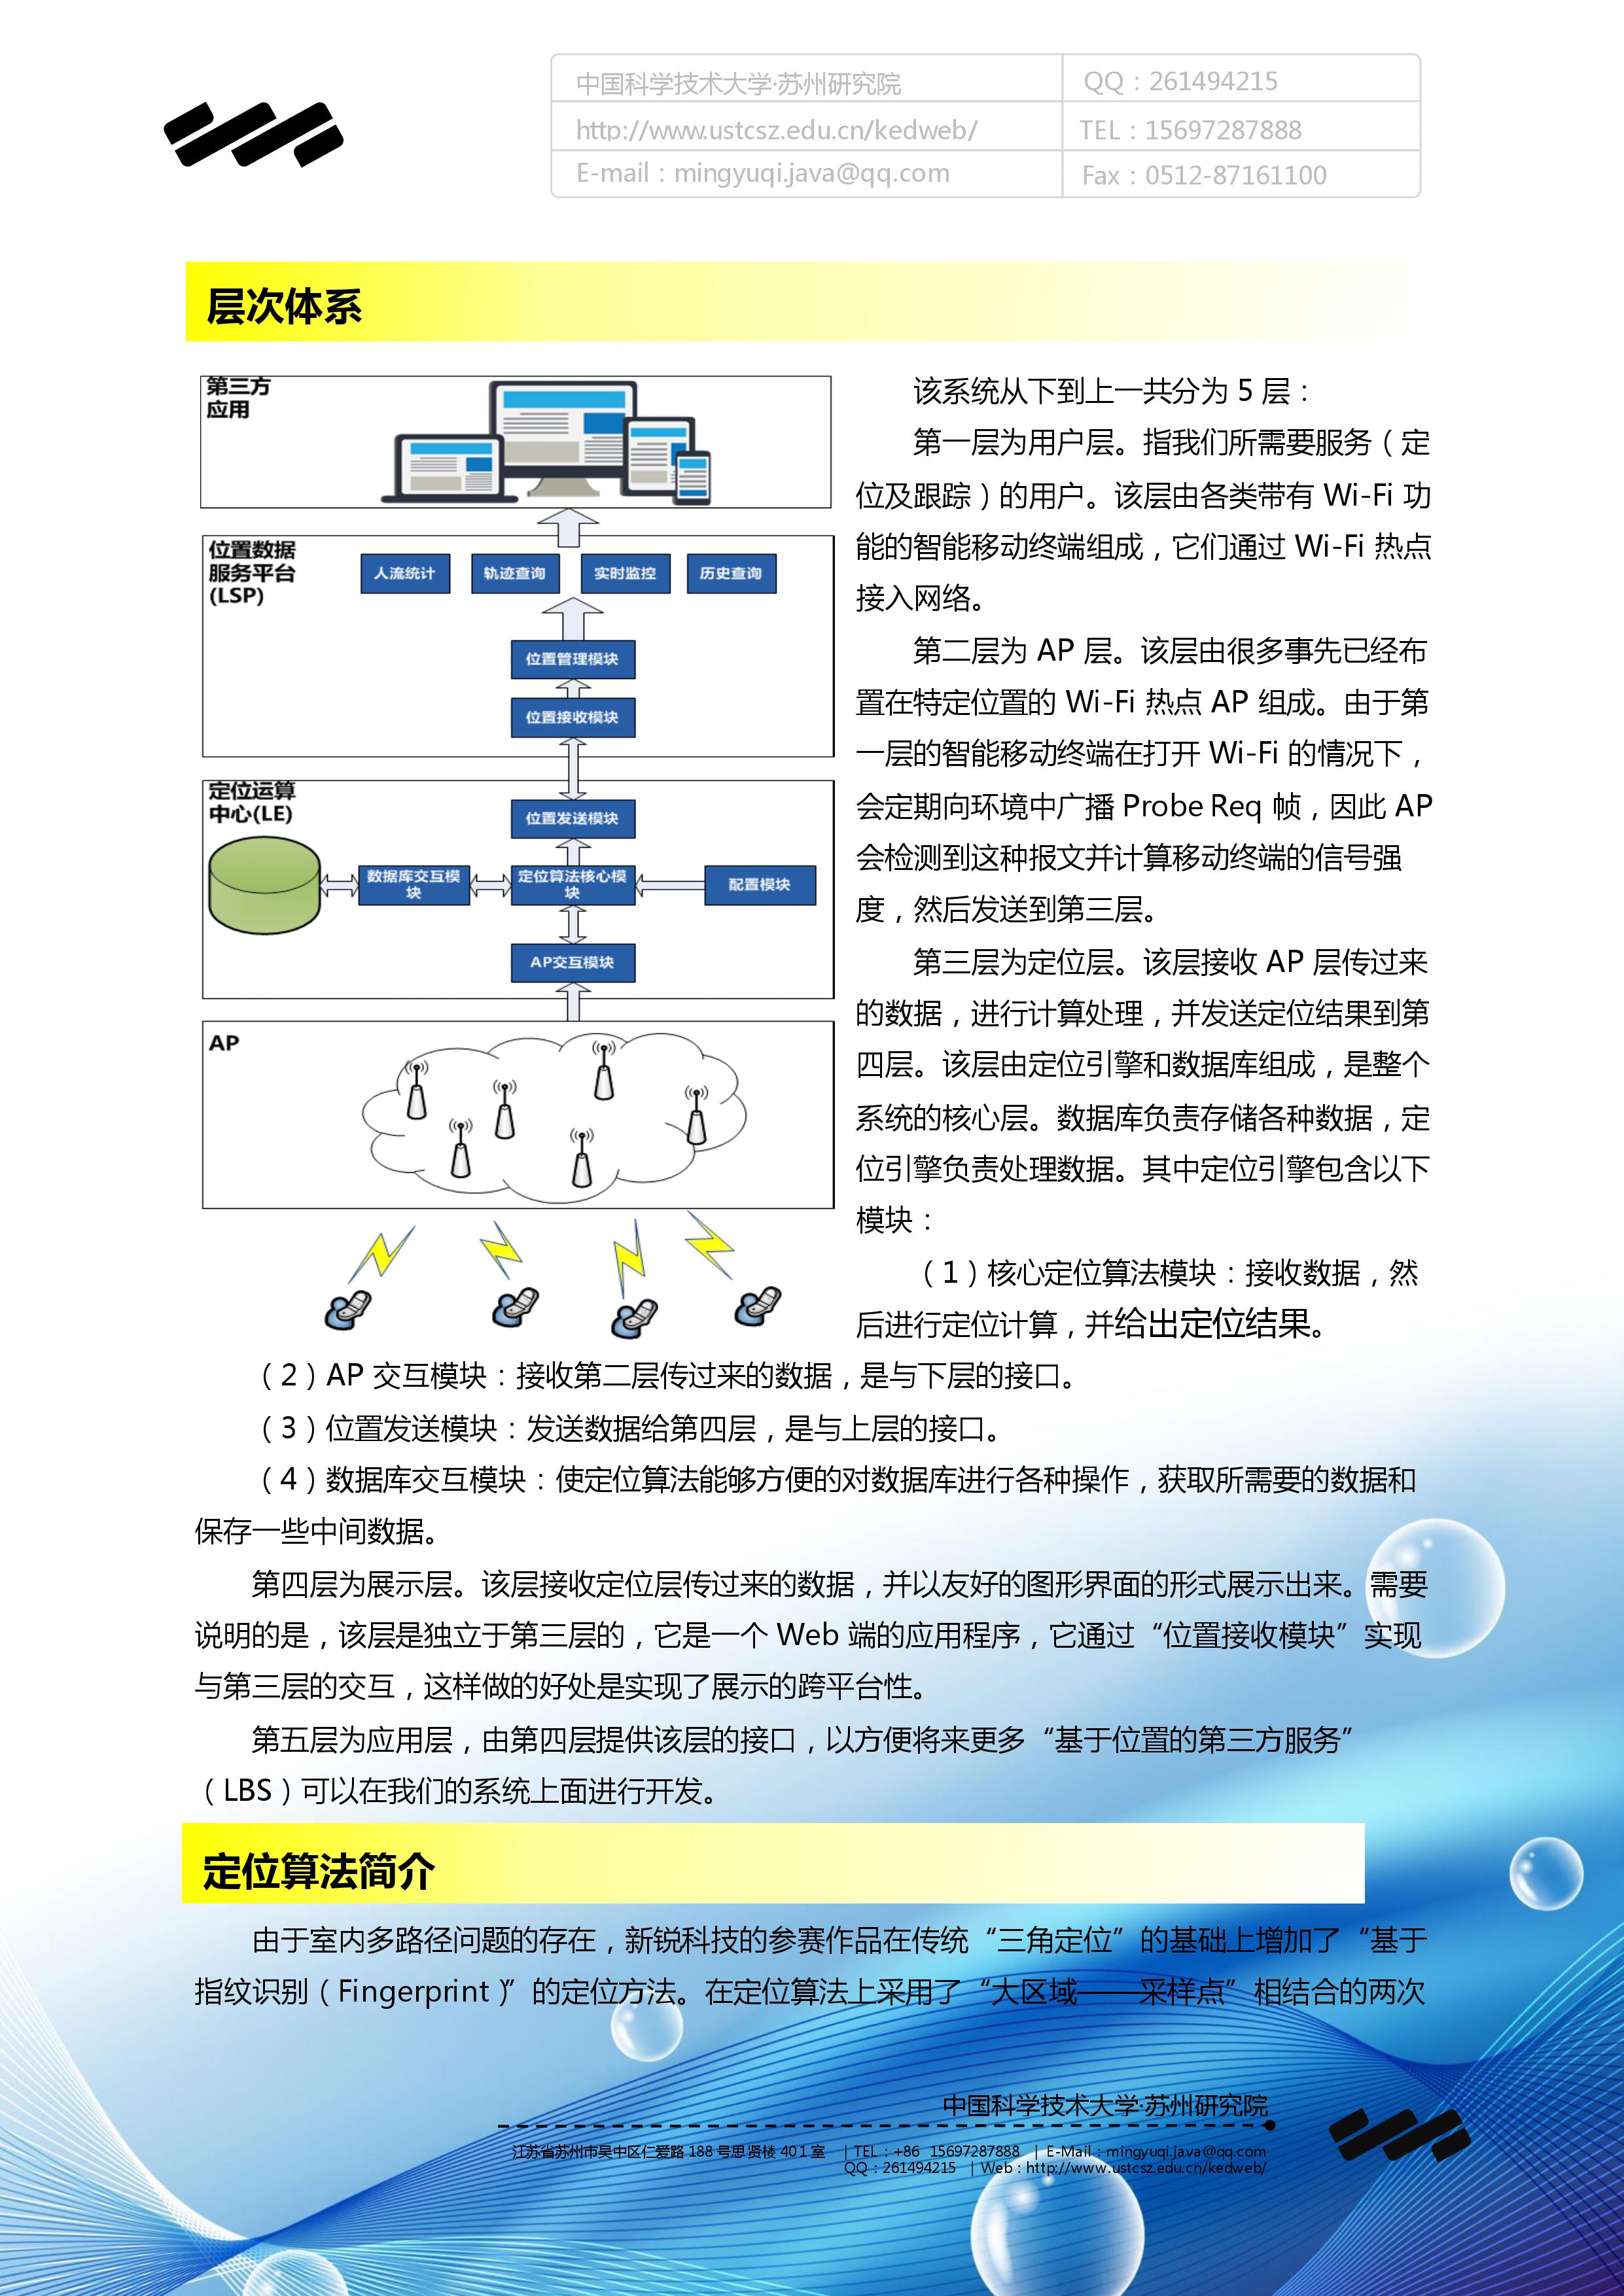 中国科学技术大学·苏州研究院
QQ：261494215
http://www.ustcsz.edu.cn/kedweb/
TEL：15697287888
E-mail：mingyuqi.java@qq.com
Fax：0512-87161100
层次体系
第三方
应用
位置数据
服务平台
(LSP)
人流统计
轨迹查询
实时监控
历史查询
位置管理模块
位置接收模块
定位运算
中心(LE)
位置发送模块
数据库交互模
块
定位算法核心模
块
配置模块
AP交互模块
AP
该系统从下到上一共分为 5 层：
第一层为用户层。指我们所需要服务（定
位及跟踪）的用户。该层由各类带有 Wi-Fi 功
能的智能移动终端组成，它们通过 Wi-Fi 热点
接入网络。
第二层为 AP 层。该层由很多事先已经布
置在特定位置的 Wi-Fi 热点 AP 组成。由于第
一层的智能移动终端在打开 Wi-Fi 的情况下，
会定期向环境中广播 Probe Req 帧，因此 AP
会检测到这种报文并计算移动终端的信号强
度，然后发送到第三层。
第三层为定位层。该层接收 AP 层传过来
的数据，进行计算处理，并发送定位结果到第
四层。该层由定位引擎和数据库组成，是整个
系统的核心层。数据库负责存储各种数据，定
位引擎负责处理数据。其中定位引擎包含以下
模块：
（1）核心定位算法模块：接收数据，然
后进行定位计算，并给出定位结果。
（2）AP 交互模块：接收第二层传过来的数据，是与下层的接口。
（3）位置发送模块：发送数据给第四层，是与上层的接口。
（4）数据库交互模块：使定位算法能够方便的对数据库进行各种操作，获取所需要的数据和
保存一些中间数据。
第四层为展示层。该层接收定位层传过来的数据，并以友好的图形界面的形式展示出来。需要
说明的是，该层是独立于第三层的，它是一个 Web 端的应用程序，它通过“位置接收模块”实现
与第三层的交互，这样做的好处是实现了展示的跨平台性。
第五层为应用层，由第四层提供该层的接口，以方便将来更多“基于位置的第三方服务”
（LBS）可以在我们的系统上面进行开发。
定位算法简介
由于室内多路径问题的存在，新锐科技的参赛作品在传统“三角定位”的基础上增加了“基于
指纹识别（Fingerprint）”的定位方法。在定位算法上采用了“大区域——采样点”相结合的两次
中国科学技术大学·苏州研究院
江苏省苏州市吴中区仁爱路 188 号思贤楼 401 室 | TEL：+86 15697287888 | E-Mail：mingyuqi.java@qq.com
QQ：261494215 | Web：http://www.ustcsz.edu.cn/kedweb/